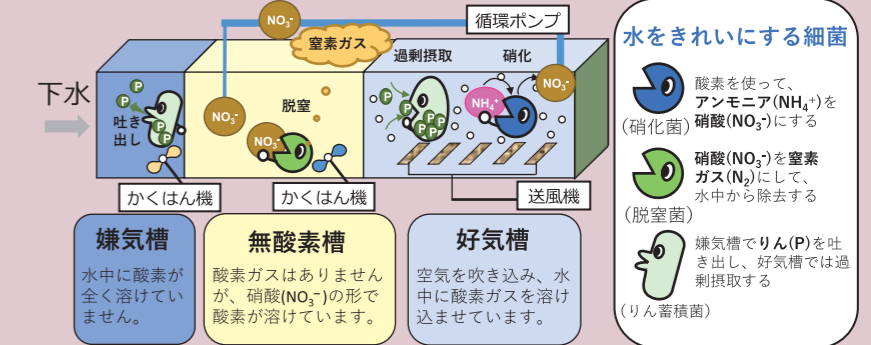 NO₃⁻
循環ポンプ
窒素ガス
過剰摂取
硝化
NO₃⁻
下水
P
P
吐き
出し
P
P
NO₃⁻
脱窒
NO₃⁻
P
P
P
P
P
P
P
NH₄⁺
かくはん機
かくはん機
送風機
嫌気槽
水中に酸素が
全く溶けてい
ません。
無酸素槽
酸素ガスはありません
が、硝酸(NO₃⁻)の形で
酸素が溶けています。
好気槽
空気を吹き込み、水
中に酸素ガスを溶け
込ませています。
水をきれいにする細菌
酸素を使って、
アンモニア(NH₄⁺)を
硝酸(NO₃⁻)にする
(硝化菌)
硝酸(NO₃⁻)を窒素
ガス(N₂)にして、
水中から除去する
(脱窒菌)
嫌気槽でりん(P)を吐
き出し、好気槽では過
剰摂取する
(りん蓄積菌)